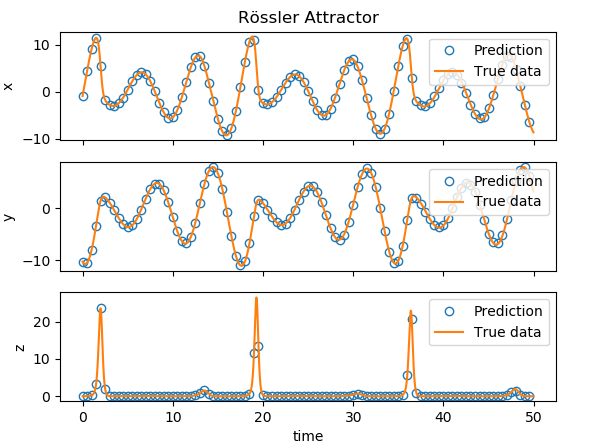 Rössler Attractor
10
0
−10
x
Prediction
True data
0
−10
y
Prediction
True data
20
10
0
z
Prediction
True data
0
10
20
30
40
50
time